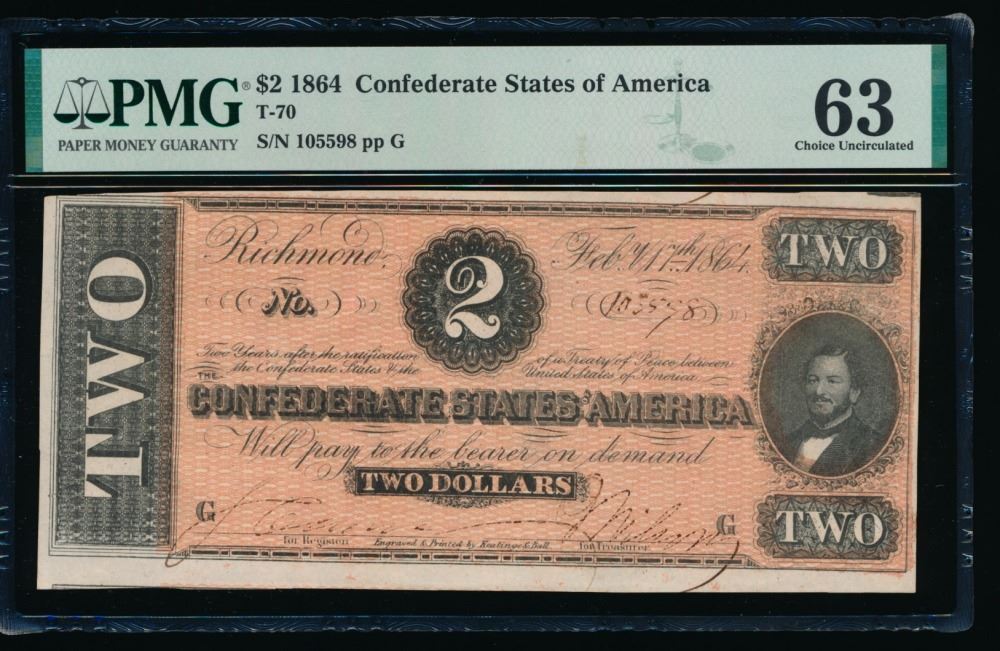 PMG®
PAPER MONEY GUARANTY
$2 1864 Confederate States of America
T-70
S/N 105598 pp G
63
Choice Uncirculated
TWO
Richmond, Feby. 17th. 1864.
2
TWO
No. 105598
Two Years after the ratification of a Treaty of Peace between
the Confederate States & the United States of America
THE
CONFEDERATE STATES AMERICA
Will pay to the bearer on demand
TWO DOLLARS
G G
for Register Engraved & Printed by Keatinge & Ball for Treasurer
TWO